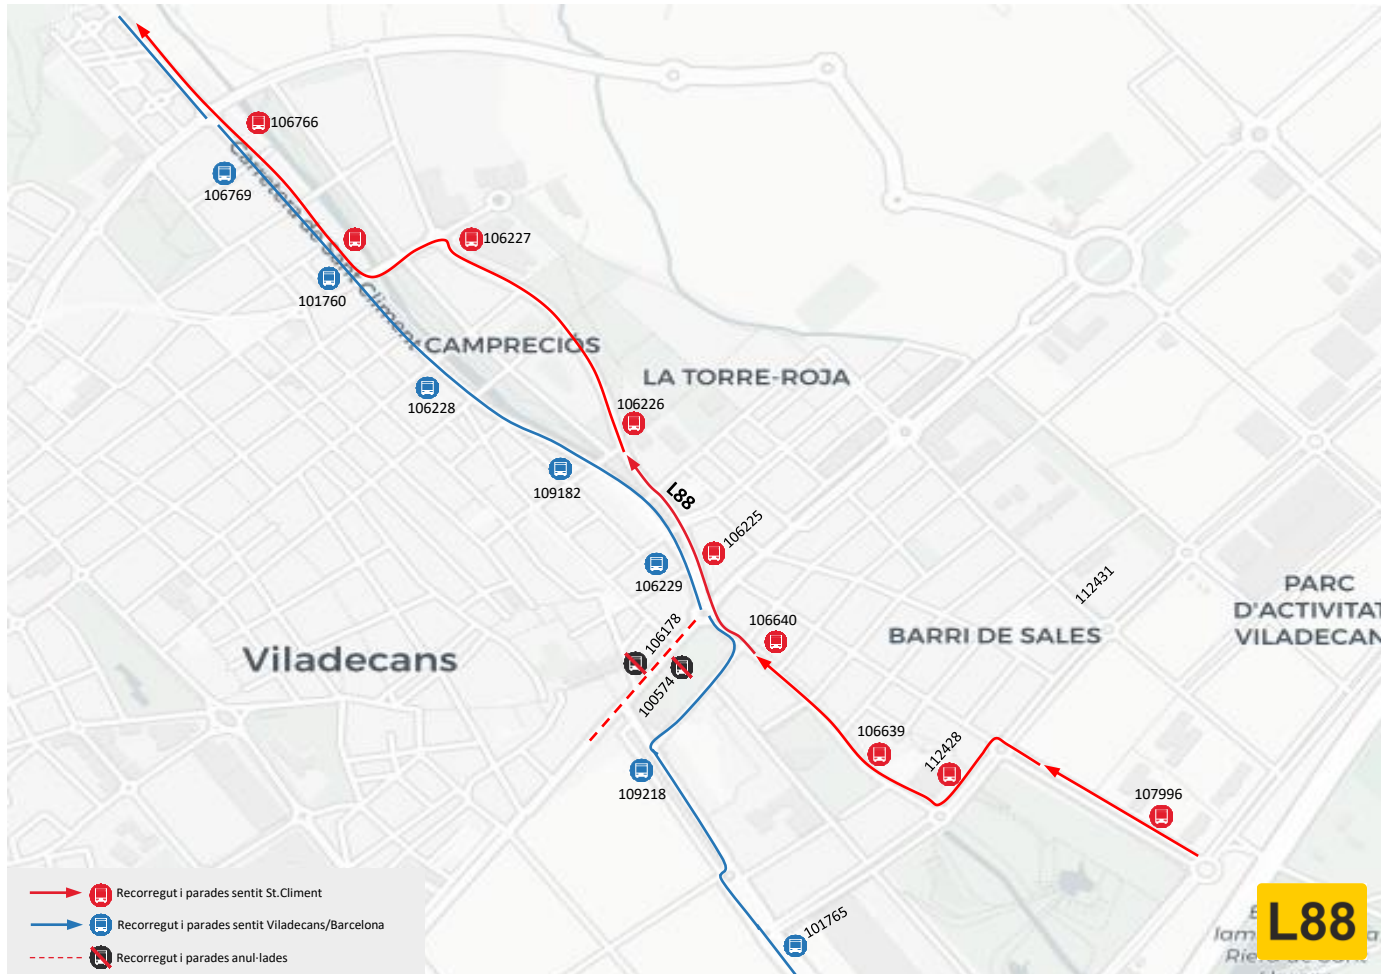 106766
Carretera de Sant Climent
106769
106227
101760
CAMPRECIÓS
LA TORRE-ROJA
106228
106226
109182
L88
106225
106229
112431
PARC
D'ACTIVITAT
VILADECAN
106178
106640
BARRI DE SALES
Viladecans
100574
106639
112428
109218
107996
101765
Recorregut i parades sentit St.Climent
Recorregut i parades sentit Viladecans/Barcelona
Recorregut i parades anul·lades
L88